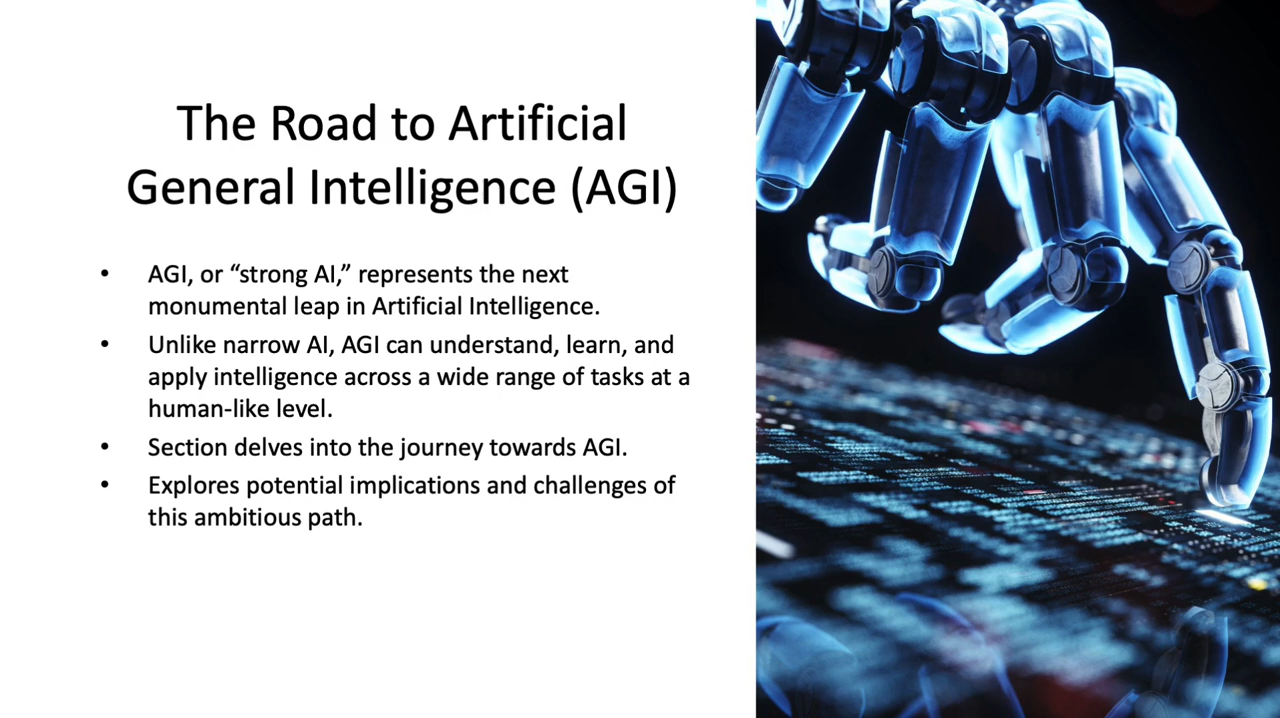 The Road to Artificial
General Intelligence (AGI)
• AGI, or “strong AI,” represents the next
monumental leap in Artificial Intelligence.
• Unlike narrow AI, AGI can understand, learn, and
apply intelligence across a wide range of tasks at a
human-like level.
• Section delves into the journey towards AGI.
• Explores potential implications and challenges of
this ambitious path.